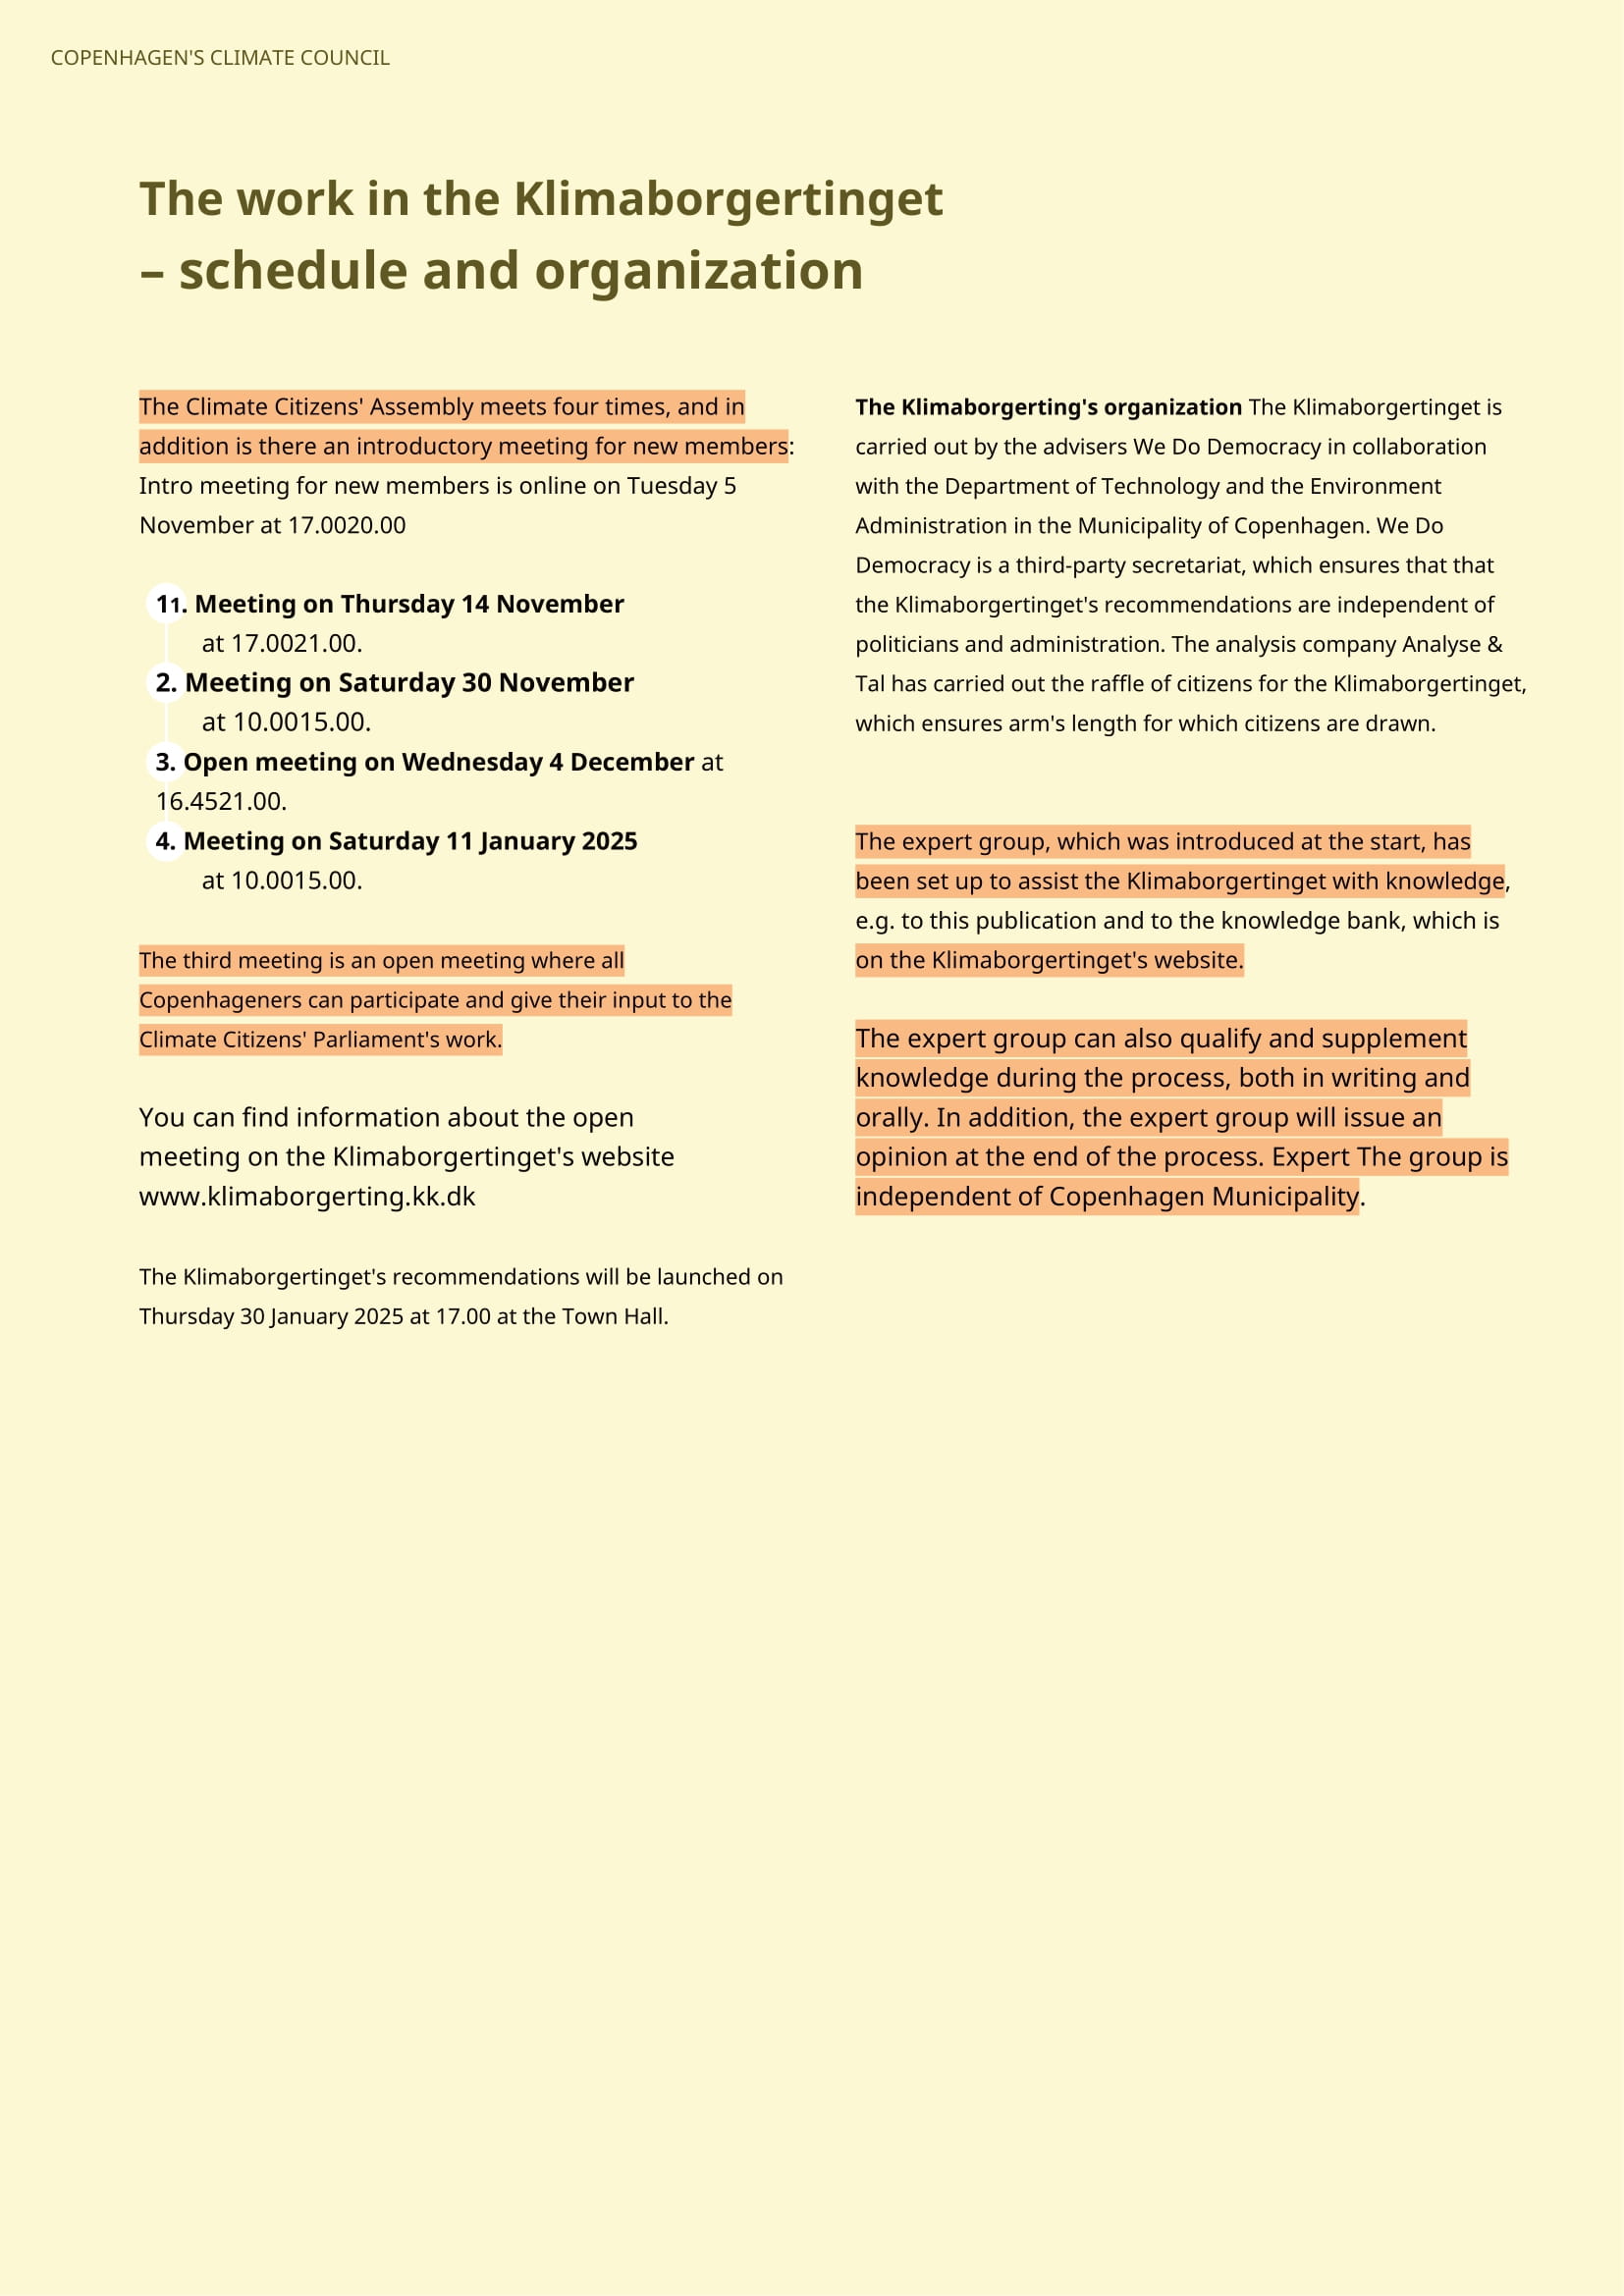 COPENHAGEN'S CLIMATE COUNCIL
The work in the Klimaborgertinget
– schedule and organization
The Climate Citizens' Assembly meets four times, and in
addition is there an introductory meeting for new members:
Intro meeting for new members is online on Tuesday 5
November at 17.0020.00
11. Meeting on Thursday 14 November
at 17.0021.00.
2. Meeting on Saturday 30 November
at 10.0015.00.
3. Open meeting on Wednesday 4 December at
16.4521.00.
4. Meeting on Saturday 11 January 2025
at 10.0015.00.
The third meeting is an open meeting where all
Copenhageners can participate and give their input to the
Climate Citizens' Parliament's work.
You can find information about the open
meeting on the Klimaborgertinget's website
www.klimaborgerting.kk.dk
The Klimaborgertinget's recommendations will be launched on
Thursday 30 January 2025 at 17.00 at the Town Hall.
The Klimaborgerting's organization The Klimaborgertinget is
carried out by the advisers We Do Democracy in collaboration
with the Department of Technology and the Environment
Administration in the Municipality of Copenhagen. We Do
Democracy is a third-party secretariat, which ensures that that
the Klimaborgertinget's recommendations are independent of
politicians and administration. The analysis company Analyse &
Tal has carried out the raffle of citizens for the Klimaborgertinget,
which ensures arm's length for which citizens are drawn.
The expert group, which was introduced at the start, has
been set up to assist the Klimaborgertinget with knowledge,
e.g. to this publication and to the knowledge bank, which is
on the Klimaborgertinget's website.
The expert group can also qualify and supplement
knowledge during the process, both in writing and
orally. In addition, the expert group will issue an
opinion at the end of the process. Expert The group is
independent of Copenhagen Municipality.